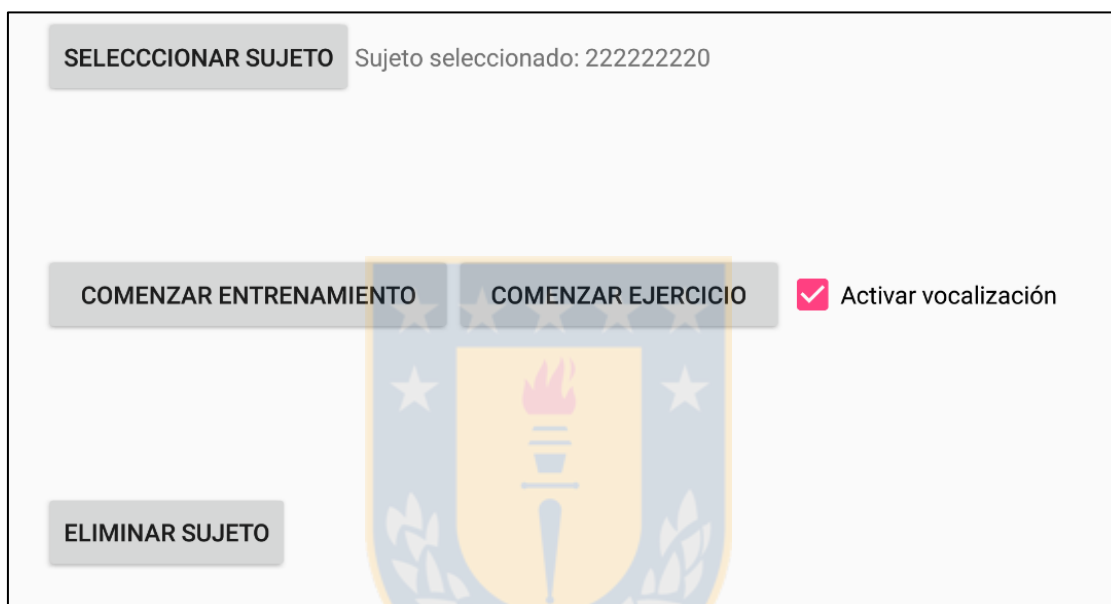 SELECCCIONAR SUJETO Sujeto seleccionado: 222222220
COMENZAR ENTRENAMIENTO COMENZAR EJERCICIO Activar vocalización
ELIMINAR SUJETO